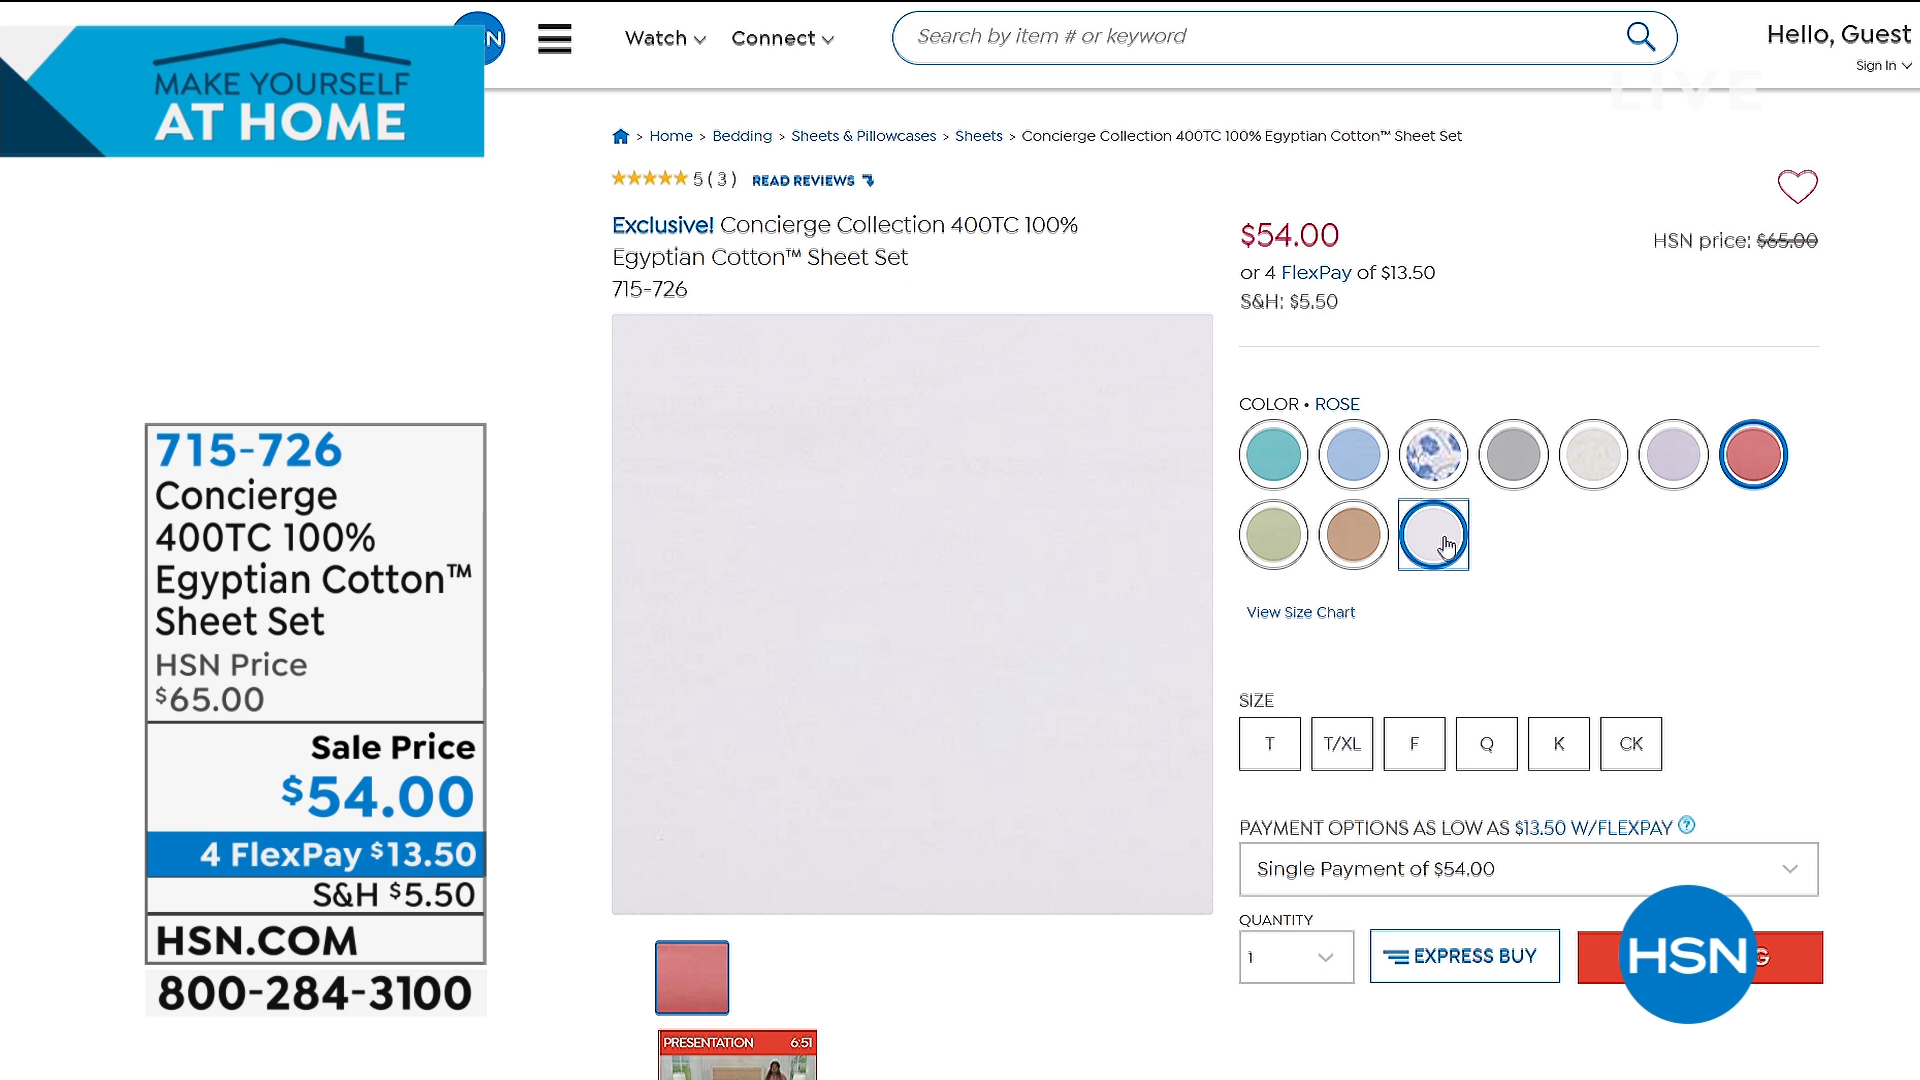 MAKE YOURSELF
AT HOME
N
Watch
Connect
Search by item # or keyword
Hello, Guest
Sign In
LIVE
> Home > Bedding > Sheets & Pillowcases > Sheets > Concierge Collection 400TC 100% Egyptian Cotton™ Sheet Set
5 ( 3 ) READ REVIEWS
Exclusive! Concierge Collection 400TC 100%
Egyptian Cotton™ Sheet Set
715-726
$54.00
HSN price: $65.00
or 4 FlexPay of $13.50
S&H: $5.50
COLOR • ROSE
View Size Chart
SIZE
T T/XL F Q K CK
PAYMENT OPTIONS AS LOW AS $13.50 W/FLEXPAY ?
Single Payment of $54.00
QUANTITY
1
EXPRESS BUY
G
HSN
PRESENTATION 6:51
715-726
Concierge
400TC 100%
Egyptian Cotton™
Sheet Set
HSN Price
$65.00
Sale Price
$54.00
4 FlexPay $13.50
S&H $5.50
HSN.COM
800-284-3100